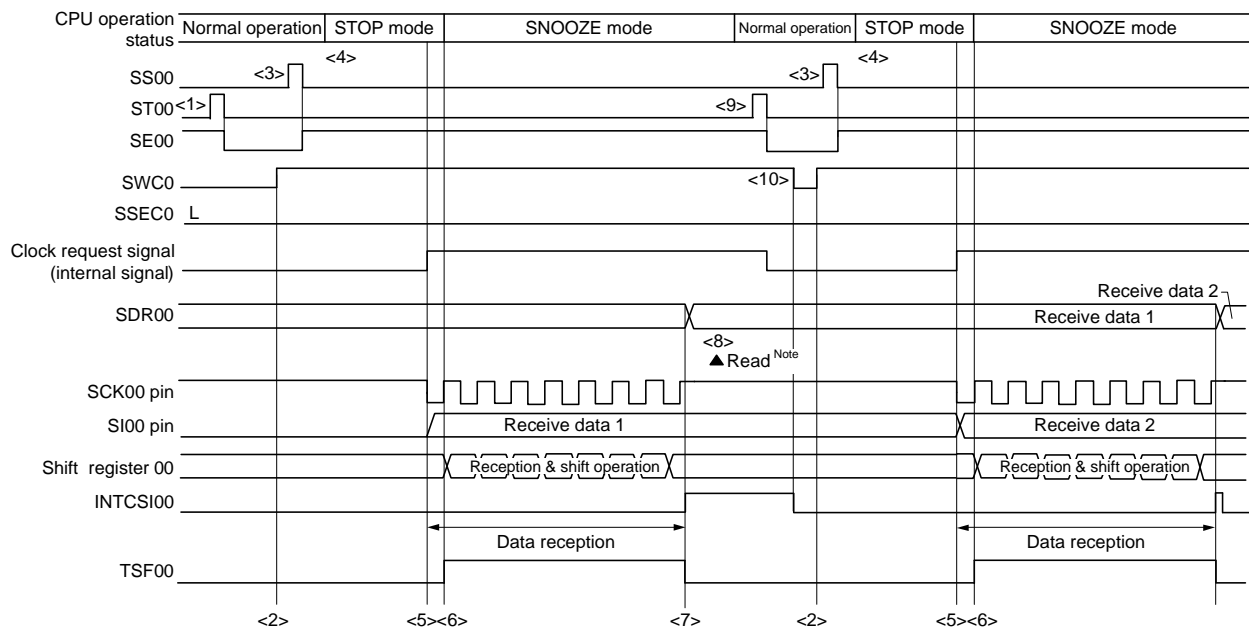 CPU operation status
Normal operation STOP mode SNOOZE mode Normal operation STOP mode SNOOZE mode
<4> <4>
SS00 <3> <3>
ST00 <1> <9>
SE00
SWC0 <10>
SSEC0 L
Clock request signal
(internal signal)
Receive data 2
SDR00 Receive data 1
<8>
▲Read Note
SCK00 pin
SI00 pin Receive data 1 Receive data 2
Shift register 00 Reception & shift operation Reception & shift operation
INTCSI00
Data reception Data reception
TSF00
<2> <5><6> <7> <2> <5><6>